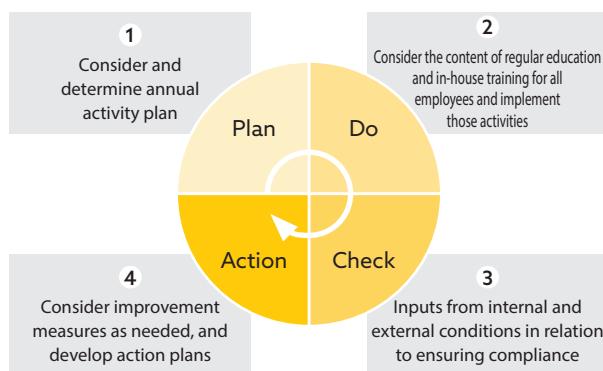 1
Consider and
determine annual
activity plan
2
Consider the content of regular education
and in-house training for all
employees and implement
those activities
Plan
Do
Action
Check
4
Consider improvement
measures as needed, and
develop action plans
3
Inputs from internal and
external conditions in relation
to ensuring compliance